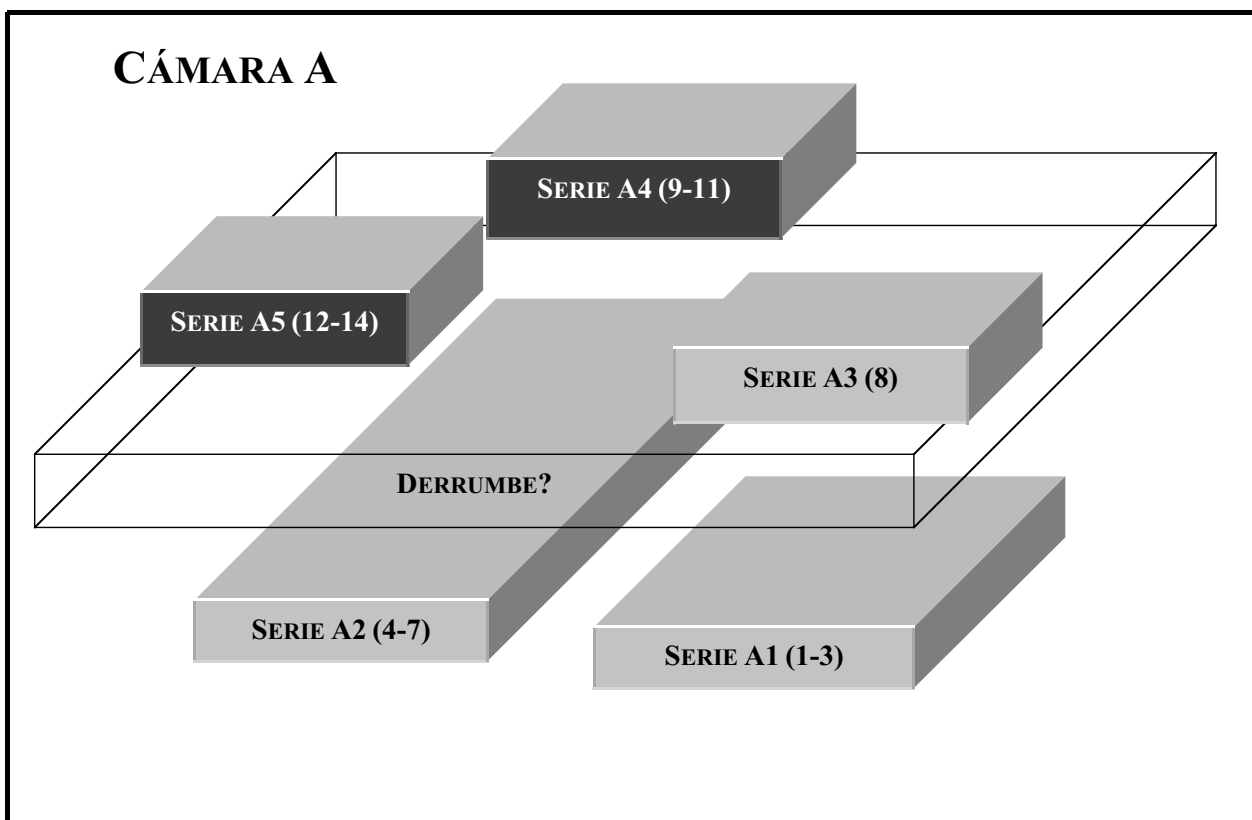 CÁMARA A
SERIE A4 (9-11)
SERIE A5 (12-14)
SERIE A3 (8)
DERRUMBE?
SERIE A2 (4-7)
SERIE A1 (1-3)